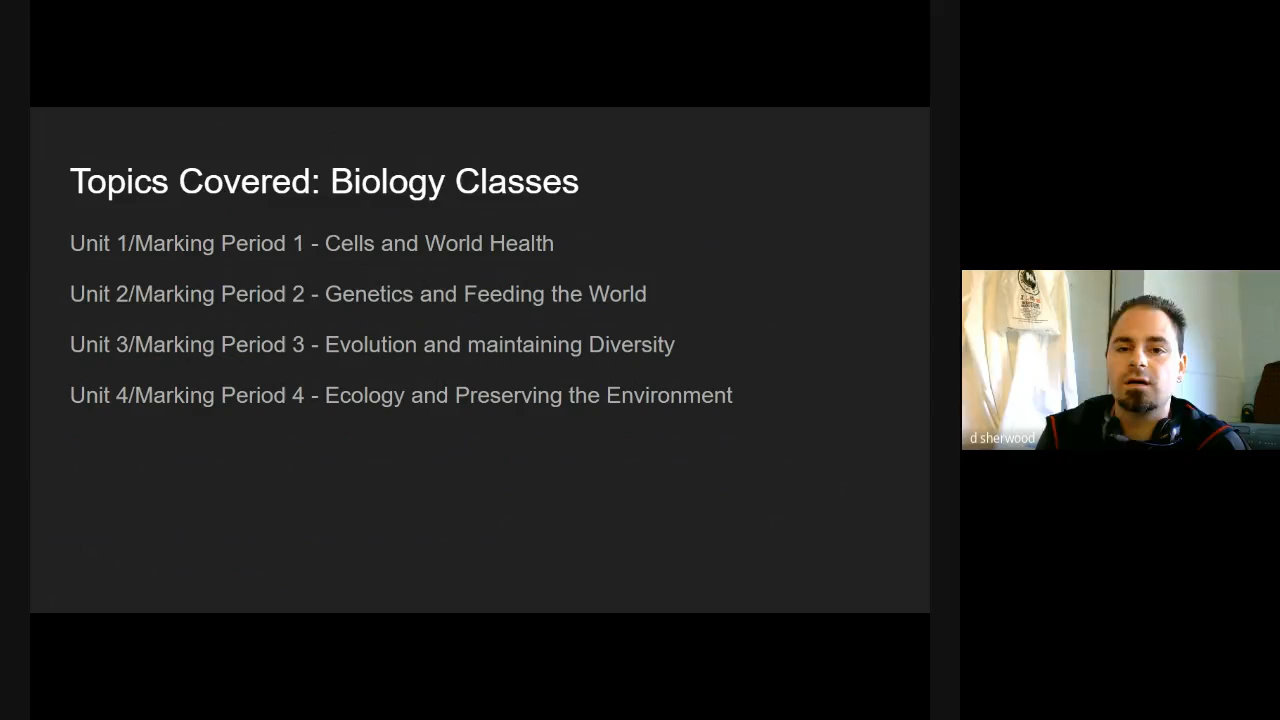 Topics Covered: Biology Classes
Unit 1/Marking Period 1 - Cells and World Health
Unit 2/Marking Period 2 - Genetics and Feeding the World
Unit 3/Marking Period 3 - Evolution and maintaining Diversity
Unit 4/Marking Period 4 - Ecology and Preserving the Environment
d sherwood